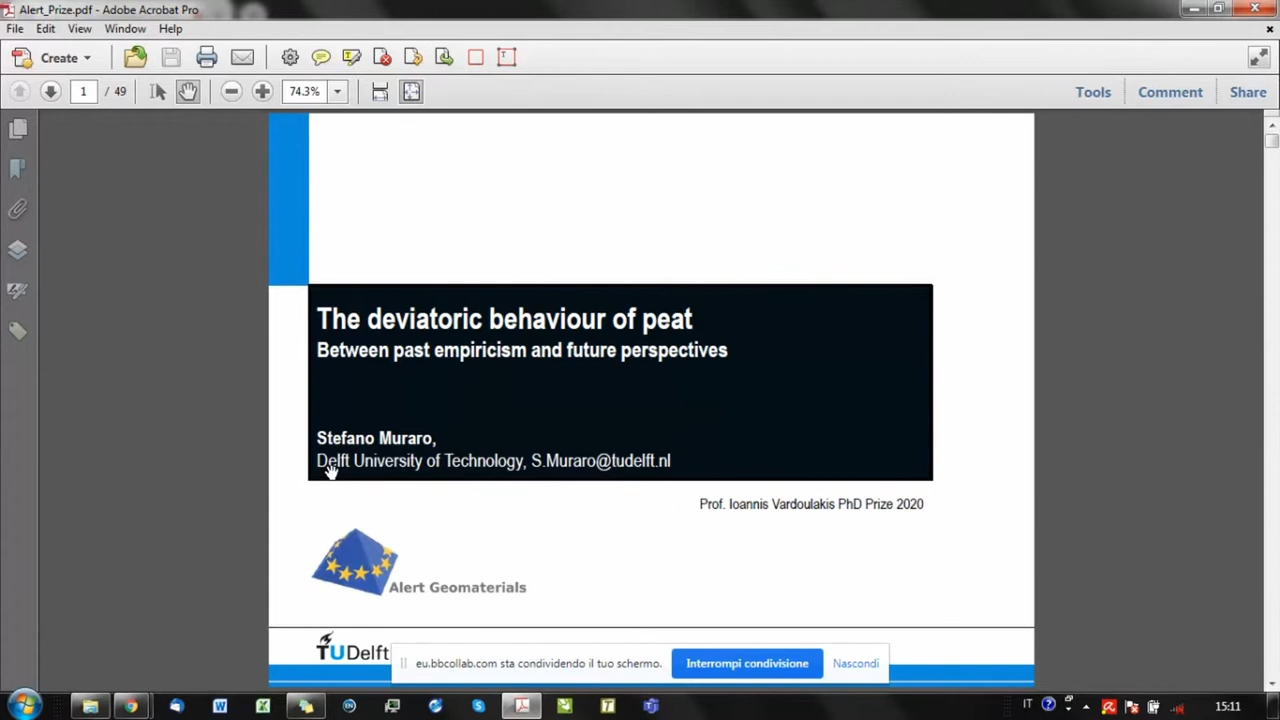 Alert_Prize.pdf - Adobe Acrobat Pro
File Edit View Window Help
Create
1 / 49 74.3% Tools Comment Share
The deviatoric behaviour of peat
Between past empiricism and future perspectives
Stefano Muraro,
Delft University of Technology, S.Muraro@tudelft.nl
Prof. Ioannis Vardoulakis PhD Prize 2020
Alert Geomaterials
TUDelft
eu.bbcollab.com sta condividendo il tuo schermo. Interrompi condivisione Nascondi
IT 15:11